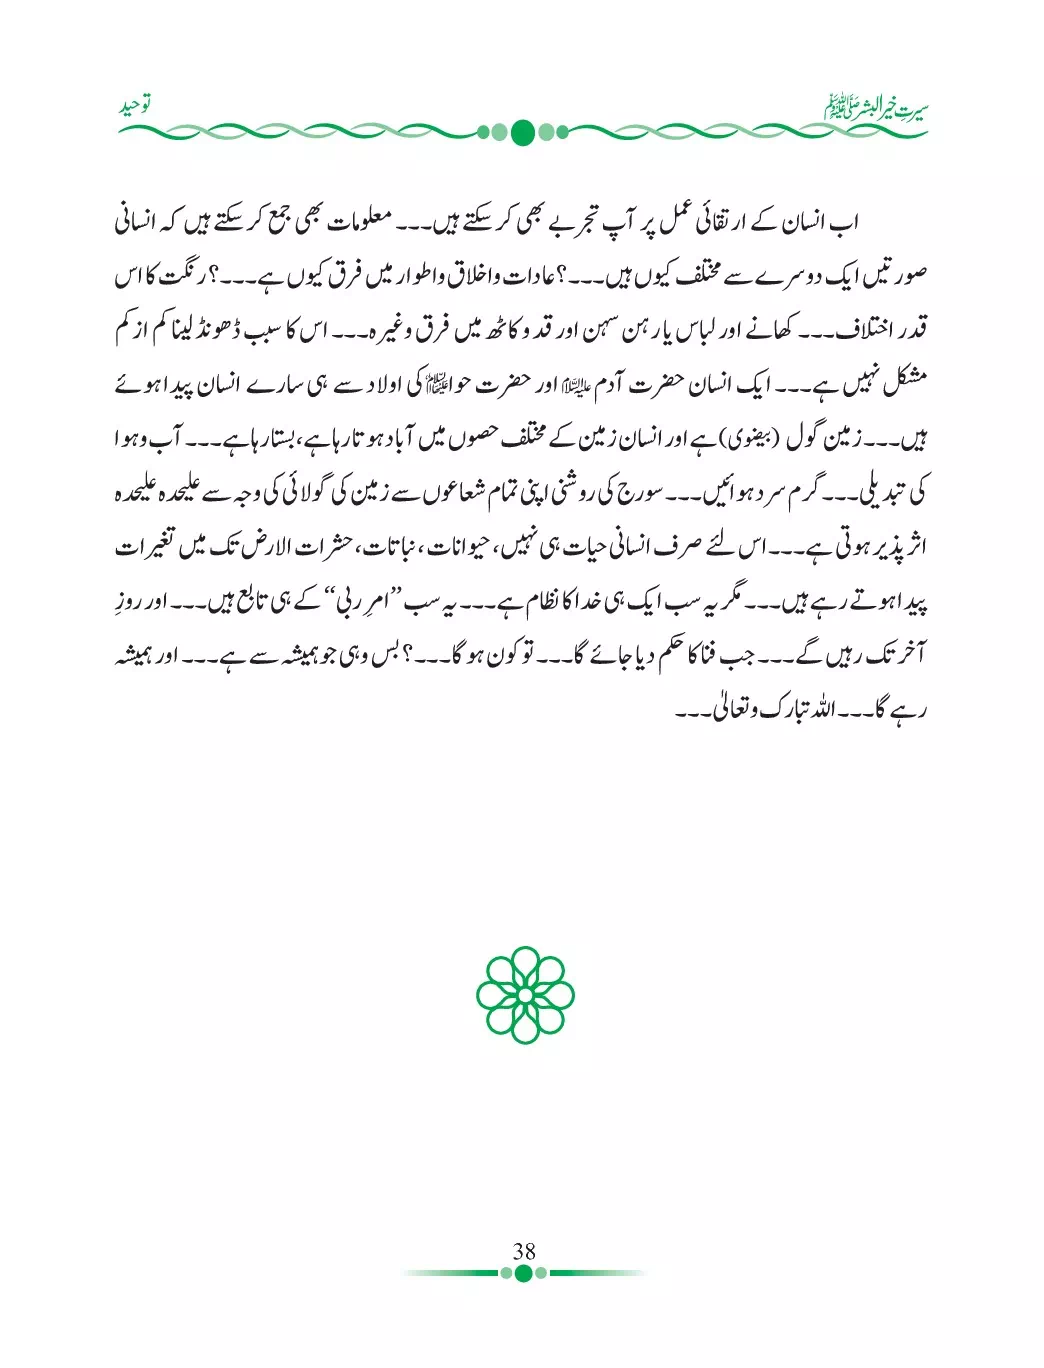 سیرتِ خیر البشر ﷺ
توحید
اب انسان کے ارتقائی عمل پر آپ تجربے بھی کر سکتے ہیں۔۔۔ معلومات بھی جمع کر سکتے ہیں کہ انسانی
صورتیں ایک دوسرے سے مختلف کیوں ہیں۔۔۔؟ عادات واخلاق واطوار میں فرق کیوں ہے۔۔۔؟ رنگت کا اس
قدر اختلاف۔۔۔ کھانے اور لباس یا رہن سہن اور قد و کاٹھ میں فرق وغیرہ۔۔۔ اس کا سبب ڈھونڈ لینا کم از کم
مشکل نہیں ہے۔۔۔ ایک انسان حضرت آدم علیہ السلام اور حضرت حوا علیہا السلام کی اولاد سے ہی سارے انسان پیدا ہوئے
ہیں۔۔۔ زمین گول (بیضوی) ہے اور انسان زمین کے مختلف حصوں میں آباد ہوتا رہا ہے، بستا رہا ہے۔۔۔ آب وہوا
کی تبدیلی۔۔۔ گرم سرد ہوائیں۔۔۔ سورج کی روشنی اپنی تمام شعاعوں سے زمین کی گولائی کی وجہ سے علیحدہ علیحدہ
اثر پذیر ہوتی ہے۔۔۔ اس لئے صرف انسانی حیات ہی نہیں، حیوانات، نباتات، حشرات الارض تک میں تغیرات
پیدا ہوتے رہے ہیں۔۔۔ مگر یہ سب ایک ہی خدا کا نظام ہے۔۔۔ یہ سب ”امرِ ربی“ کے ہی تابع ہیں۔۔۔ اور روزِ
آخر تک رہیں گے۔۔۔ جب فنا کا حکم دیا جائے گا۔۔۔ تو کون ہو گا۔۔۔؟ بس وہی جو ہمیشہ سے ہے۔۔۔ اور ہمیشہ
رہے گا۔۔۔ اللہ تبارک وتعالیٰ۔۔۔
38